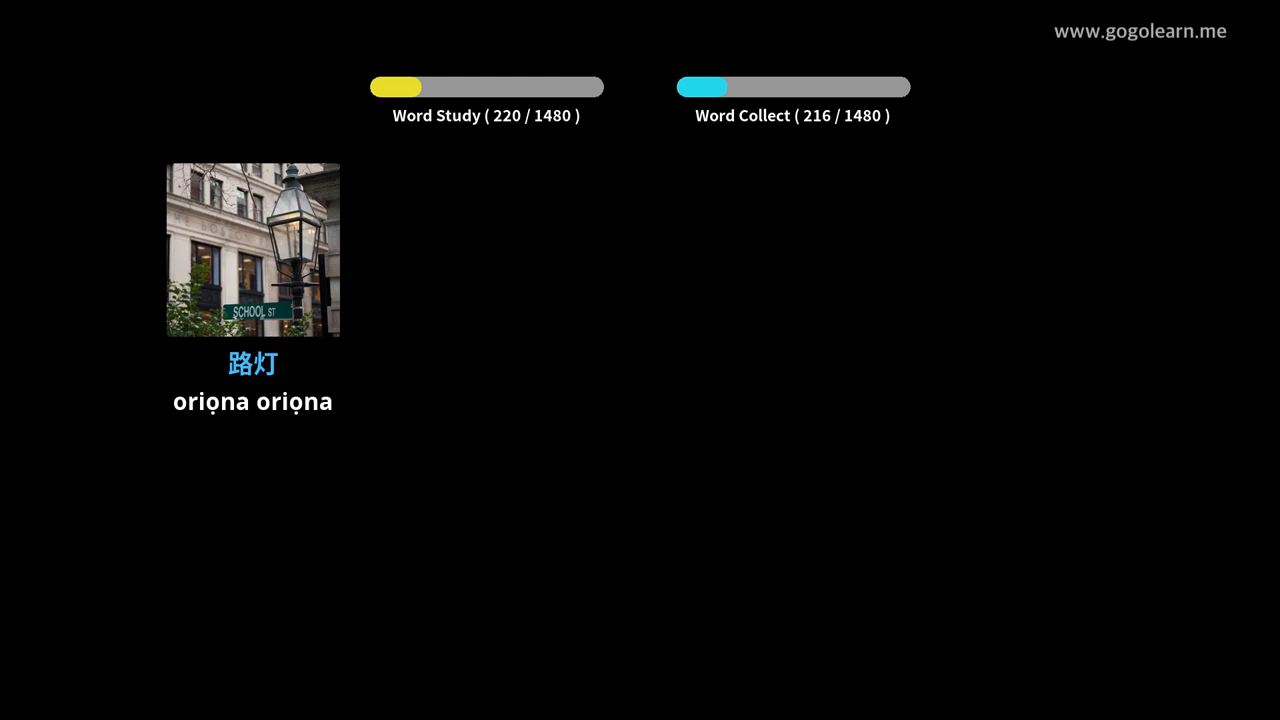 www.gogolearn.me
Word Study ( 220 / 1480 )
Word Collect ( 216 / 1480 )
SCHOOL ST
路灯
oriọna oriọna